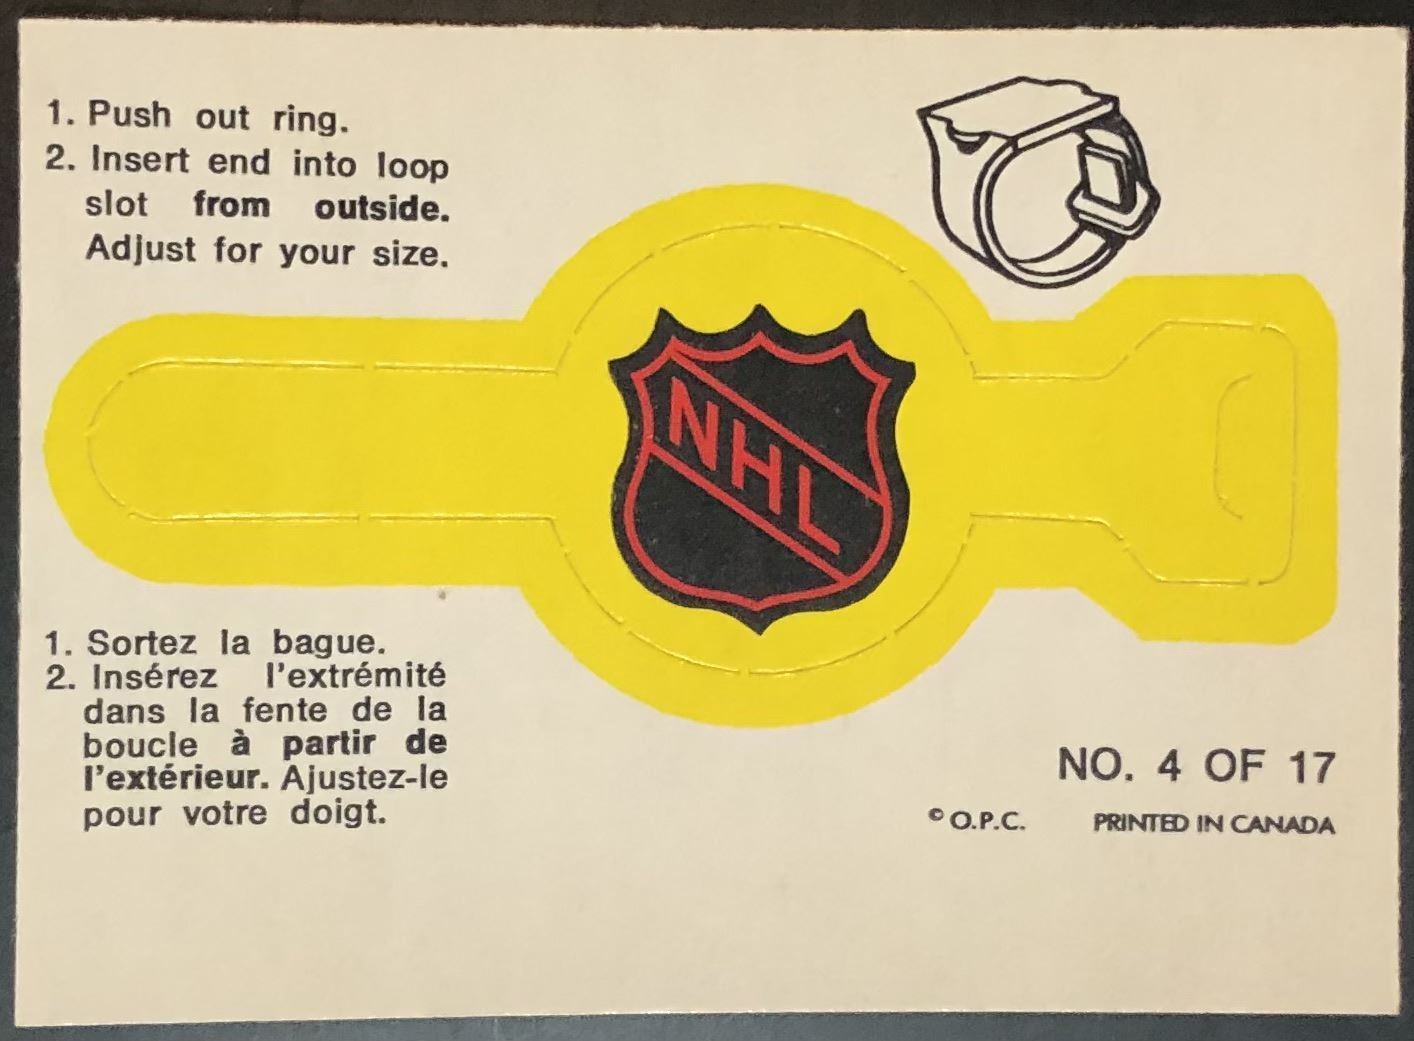 1. Push out ring.
2. Insert end into loop
slot from outside.
Adjust for your size.
NHL
1. Sortez la bague.
2. Insérez l'extrémité
dans la fente de la
boucle à partir de
l'extérieur. Ajustez-le
pour votre doigt.
NO. 4 OF 17
© O.P.C. PRINTED IN CANADA